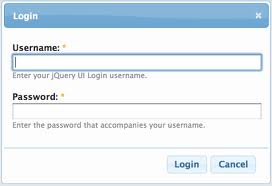 Login
Username: *
Enter your jQuery UI Login username.
Password: *
Enter the password that accompanies your username.
Login Cancel